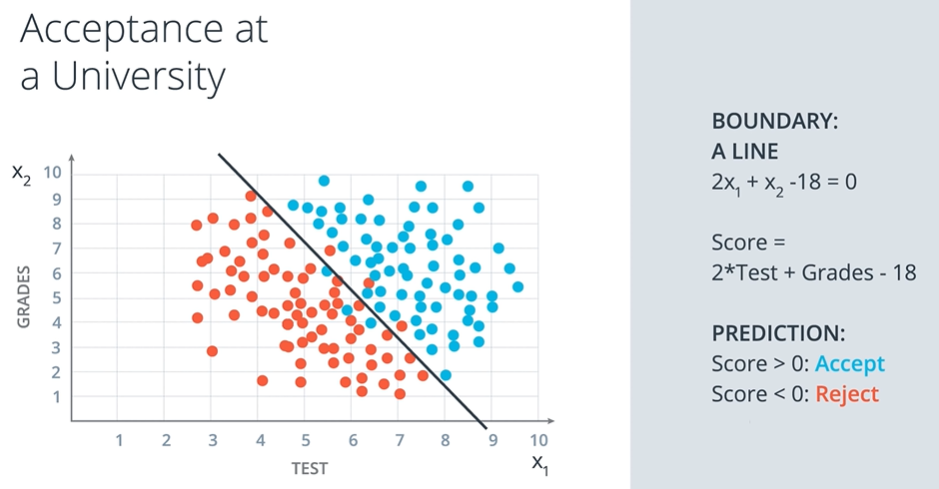 Acceptance at
a University
X₂
10
9
8
7
6
5
4
3
2
1
GRADES
1 2 3 4 5 6 7 8 9 10
TEST
X₁
BOUNDARY:
A LINE
2x₁ + x₂ -18 = 0
Score =
2*Test + Grades - 18
PREDICTION:
Score > 0: Accept
Score < 0: Reject